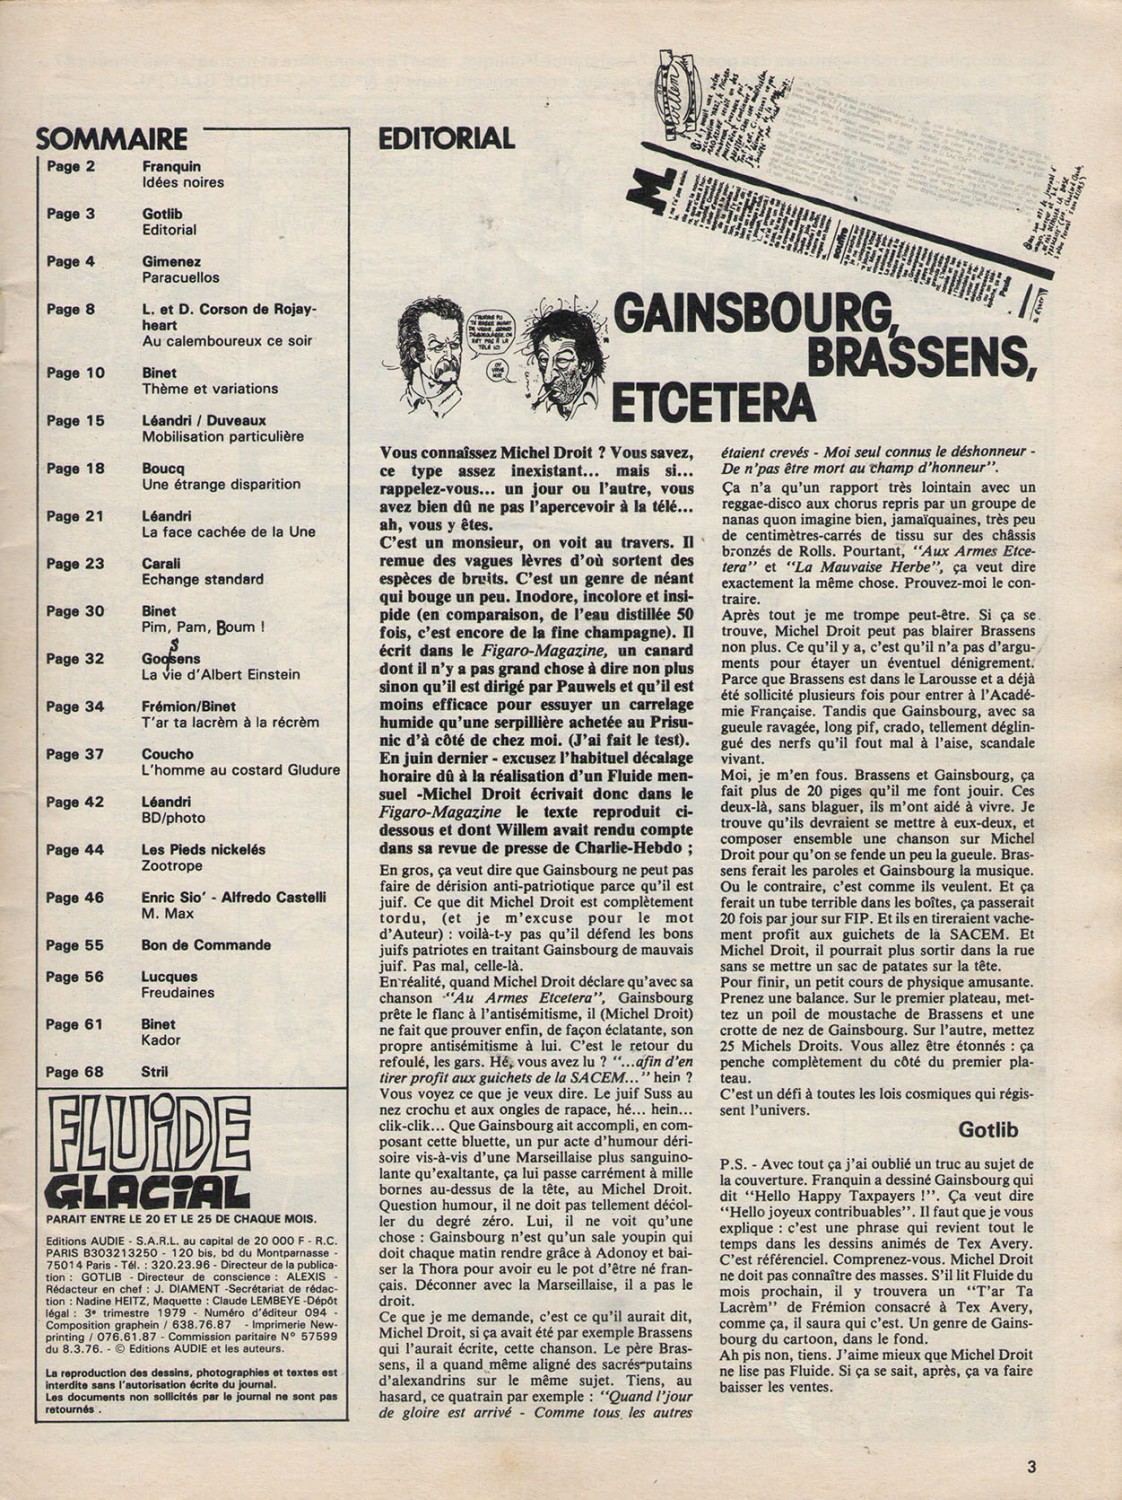 SOMMAIRE
Page 2 Franquin
Idées noires
Page 3 Gotlib
Editorial
Page 4 Gimenez
Paracuellos
Page 8 L. et D. Corson de Rojay-
heart
Au calemboureux ce soir
Page 10 Binet
Thème et variations
Page 15 Léandri / Duveaux
Mobilisation particulière
Page 18 Boucq
Une étrange disparition
Page 21 Léandri
La face cachée de la Une
Page 23 Carali
Echange standard
Page 30 Binet
Pim, Pam, Boum !
Page 32 Goossens
La vie d'Albert Einstein
Page 34 Frémion/Binet
T'ar ta lacrèm à la récrèm
Page 37 Coucho
L'homme au costard Gludure
Page 42 Léandri
BD/photo
Page 44 Les Pieds nickelés
Zootrope
Page 46 Enric Sio' - Alfredo Castelli
M. Max
Page 55 Bon de Commande
Page 56 Lucques
Freudaines
Page 61 Binet
Kador
Page 68 Stril
FLUIDE
GLACIAL
PARAIT ENTRE LE 20 ET LE 25 DE CHAQUE MOIS.
Editions AUDIE - S.A.R.L. au capital de 20 000 F - R.C.
PARIS B303213250 - 120 bis, bd du Montparnasse -
75014 Paris - Tél. : 320.23.96 - Directeur de la publica-
tion : GOTLIB - Directeur de conscience : ALEXIS -
Rédacteur en chef : J. DIAMENT -Secrétariat de rédac-
tion : Nadine HEITZ, Maquette : Claude LEMBEYE -Dépôt
légal : 3e trimestre 1979 - Numéro d'éditeur 094 -
Composition graphein / 638.76.87 - Imprimerie New-
printing / 076.61.87 - Commission paritaire N° 57599
du 8.3.76. - © Editions AUDIE et les auteurs.
La reproduction des dessins, photographies et textes est
interdite sans l'autorisation écrite du journal.
Les documents non sollicités par le journal ne sont pas
retournés .
EDITORIAL
GAINSBOURG,
BRASSENS,
ETCETERA
Vous connaîssez Michel Droit ? Vous savez,
ce type assez inexistant... mais si...
rappelez-vous... un jour ou l'autre, vous
avez bien dû ne pas l'apercevoir à la télé...
ah, vous y êtes.
C'est un monsieur, on voit au travers. Il
remue des vagues lèvres d'où sortent des
espèces de bruits. C'est un genre de néant
qui bouge un peu. Inodore, incolore et insi-
pide (en comparaison, de l'eau distillée 50
fois, c'est encore de la fine champagne). Il
écrit dans le Figaro-Magazine, un canard
dont il n'y a pas grand chose à dire non plus
sinon qu'il est dirigé par Pauwels et qu'il est
moins efficace pour essuyer un carrelage
humide qu'une serpillière achetée au Prisu-
nic d'à côté de chez moi. (J'ai fait le test).
En juin dernier - excusez l'habituel décalage
horaire dû à la réalisation d'un Fluide men-
suel -Michel Droit écrivait donc dans le
Figaro-Magazine le texte reproduit ci-
dessous et dont Willem avait rendu compte
dans sa revue de presse de Charlie-Hebdo ;
En gros, ça veut dire que Gainsbourg ne peut pas
faire de dérision anti-patriotique parce qu'il est
juif. Ce que dit Michel Droit est complètement
tordu, (et je m'excuse pour le mot
d'Auteur) : voilà-t-y pas qu'il défend les bons
juifs patriotes en traitant Gainsbourg de mauvais
juif. Pas mal, celle-là.
En réalité, quand Michel Droit déclare qu'avec sa
chanson "Au Armes Etcetera", Gainsbourg
prête le flanc à l'antisémitisme, il (Michel Droit)
ne fait que prouver enfin, de façon éclatante, son
propre antisémitisme à lui. C'est le retour du
refoulé, les gars. Hé, vous avez lu ? "...afin d'en
tirer profit aux guichets de la SACEM..." hein ?
Vous voyez ce que je veux dire. Le juif Suss au
nez crochu et aux ongles de rapace, hé... hein...
clik-clik... Que Gainsbourg ait accompli, en com-
posant cette bluette, un pur acte d'humour déri-
soire vis-à-vis d'une Marseillaise plus sanguino-
lante qu'exaltante, ça lui passe carrément à mille
bornes au-dessus de la tête, au Michel Droit.
Question humour, il ne doit pas tellement décol-
ler du degré zéro. Lui, il ne voit qu'une
chose : Gainsbourg n'est qu'un sale youpin qui
doit chaque matin rendre grâce à Adonoy et bai-
ser la Thora pour avoir eu le pot d'être né fran-
çais. Déconner avec la Marseillaise, il a pas le
droit.
Ce que je me demande, c'est ce qu'il aurait dit,
Michel Droit, si ça avait été par exemple Brassens
qui l'aurait écrite, cette chanson. Le père Bras-
sens, il a quand même aligné des sacrés putains
d'alexandrins sur le même sujet. Tiens, au
hasard, ce quatrain par exemple : "Quand l'jour
de gloire est arrivé - Comme tous les autres
étaient crevés - Moi seul connus le déshonneur -
De n'pas être mort au champ d'honneur".
Ça n'a qu'un rapport très lointain avec un
reggae-disco aux chorus repris par un groupe de
nanas quon imagine bien, jamaïquaines, très peu
de centimètres-carrés de tissu sur des châssis
bronzés de Rolls. Pourtant, "Aux Armes Etce-
tera" et "La Mauvaise Herbe", ça veut dire
exactement la même chose. Prouvez-moi le con-
traire.
Après tout je me trompe peut-être. Si ça se
trouve, Michel Droit peut pas blairer Brassens
non plus. Ce qu'il y a, c'est qu'il n'a pas d'argu-
ments pour étayer un éventuel dénigrement.
Parce que Brassens est dans le Larousse et a déjà
été sollicité plusieurs fois pour entrer à l'Acadé-
mie Française. Tandis que Gainsbourg, avec sa
gueule ravagée, long pif, crado, tellement déglin-
gué des nerfs qu'il fout mal à l'aise, scandale
vivant.
Moi, je m'en fous. Brassens et Gainsbourg, ça
fait plus de 20 piges qu'il me font jouir. Ces
deux-là, sans blaguer, ils m'ont aidé à vivre. Je
trouve qu'ils devraient se mettre à eux-deux, et
composer ensemble une chanson sur Michel
Droit pour qu'on se fende un peu la gueule. Bras-
sens ferait les paroles et Gainsbourg la musique.
Ou le contraire, c'est comme ils veulent. Et ça
ferait un tube terrible dans les boîtes, ça passerait
20 fois par jour sur FIP. Et ils en tireraient vache-
ment profit aux guichets de la SACEM. Et
Michel Droit, il pourrait plus sortir dans la rue
sans se mettre un sac de patates sur la tête.
Pour finir, un petit cours de physique amusante.
Prenez une balance. Sur le premier plateau, met-
tez un poil de moustache de Brassens et une
crotte de nez de Gainsbourg. Sur l'autre, mettez
25 Michels Droits. Vous allez être étonnés : ça
penche complètement du côté du premier pla-
teau.
C'est un défi à toutes les lois cosmiques qui régis-
sent l'univers.
Gotlib
P.S. - Avec tout ça j'ai oublié un truc au sujet de
la couverture. Franquin a dessiné Gainsbourg qui
dit "Hello Happy Taxpayers !". Ça veut dire
"Hello joyeux contribuables". Il faut que je vous
explique : c'est une phrase qui revient tout le
temps dans les dessins animés de Tex Avery.
C'est référenciel. Comprenez-vous. Michel Droit
ne doit pas connaître des masses. S'il lit Fluide du
mois prochain, il y trouvera un "T'ar Ta
Lacrèm" de Frémion consacré à Tex Avery,
comme ça, il saura qui c'est. Un genre de Gains-
bourg du cartoon, dans le fond.
Ah pis non, tiens. J'aime mieux que Michel Droit
ne lise pas Fluide. Si ça se sait, après, ça va faire
baisser les ventes.
3